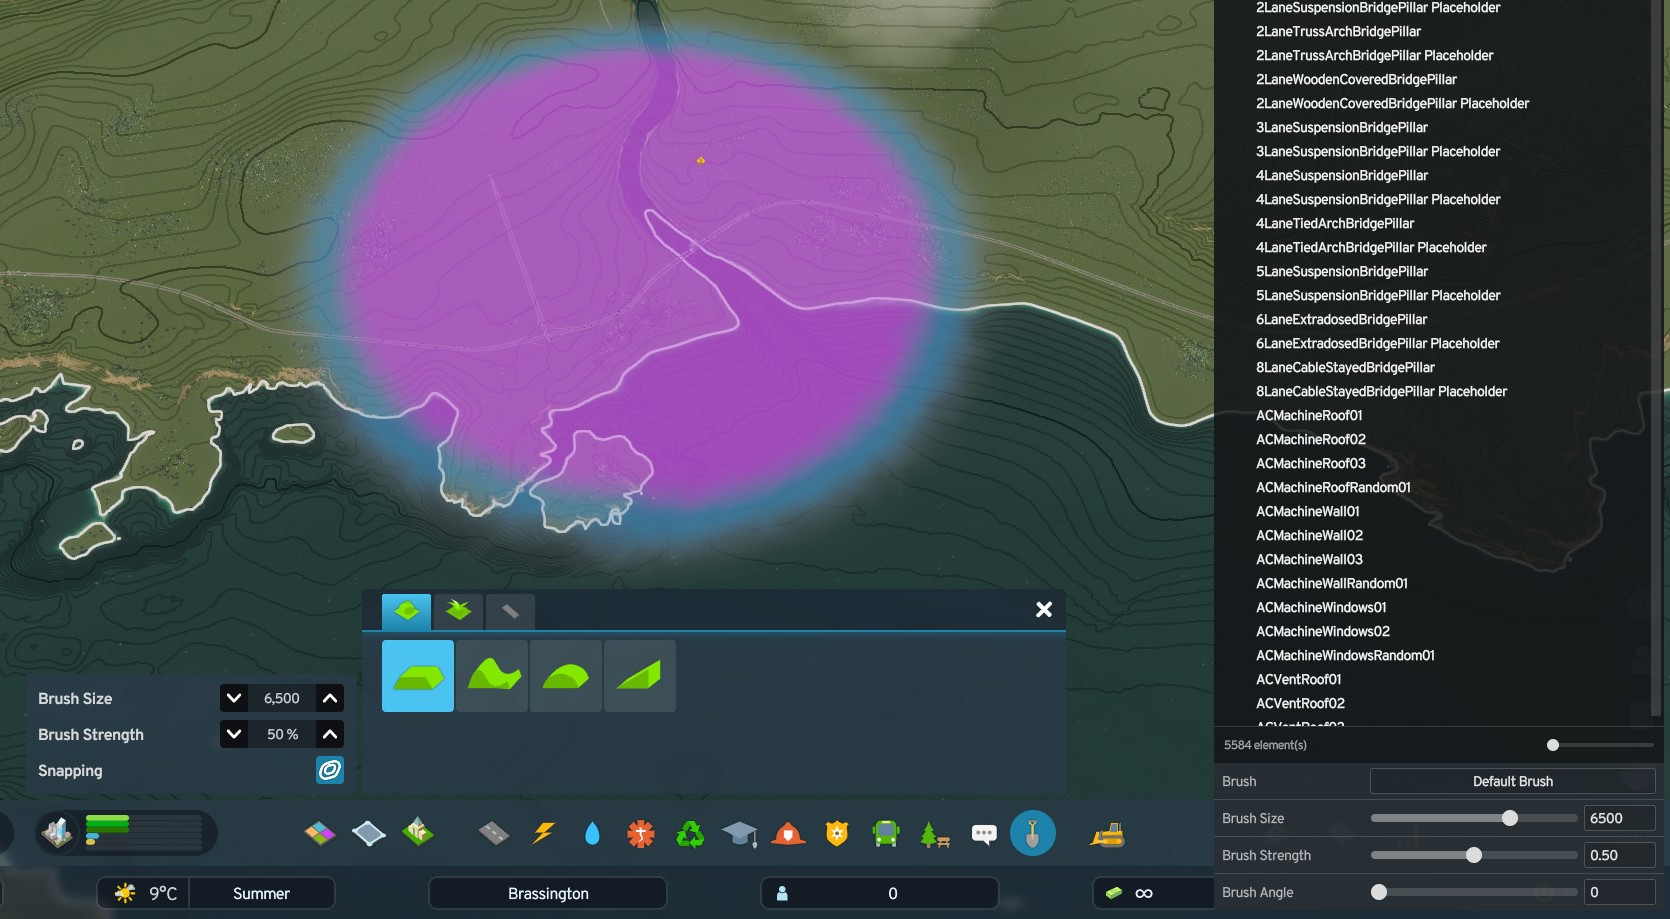 2LaneSuspensionBridgePillar Placeholder
2LaneTrussArchBridgePillar
2LaneTrussArchBridgePillar Placeholder
2LaneWoodenCoveredBridgePillar
2LaneWoodenCoveredBridgePillar Placeholder
3LaneSuspensionBridgePillar
3LaneSuspensionBridgePillar Placeholder
4LaneSuspensionBridgePillar
4LaneSuspensionBridgePillar Placeholder
4LaneTiedArchBridgePillar
4LaneTiedArchBridgePillar Placeholder
5LaneSuspensionBridgePillar
5LaneSuspensionBridgePillar Placeholder
6LaneExtradosedBridgePillar
6LaneExtradosedBridgePillar Placeholder
8LaneCableStayedBridgePillar
8LaneCableStayedBridgePillar Placeholder
ACMachineRoof01
ACMachineRoof02
ACMachineRoof03
ACMachineRoofRandom01
ACMachineWall01
ACMachineWall02
ACMachineWall03
ACMachineWallRandom01
ACMachineWindows01
ACMachineWindows02
ACMachineWindowsRandom01
ACVentRoof01
ACVentRoof02
5584 element(s)
Brush Default Brush
Brush Size 6500
Brush Strength 0.50
Brush Angle 0
Brush Size 6,500
Brush Strength 50 %
Snapping
9°C Summer Brassington 0 ∞